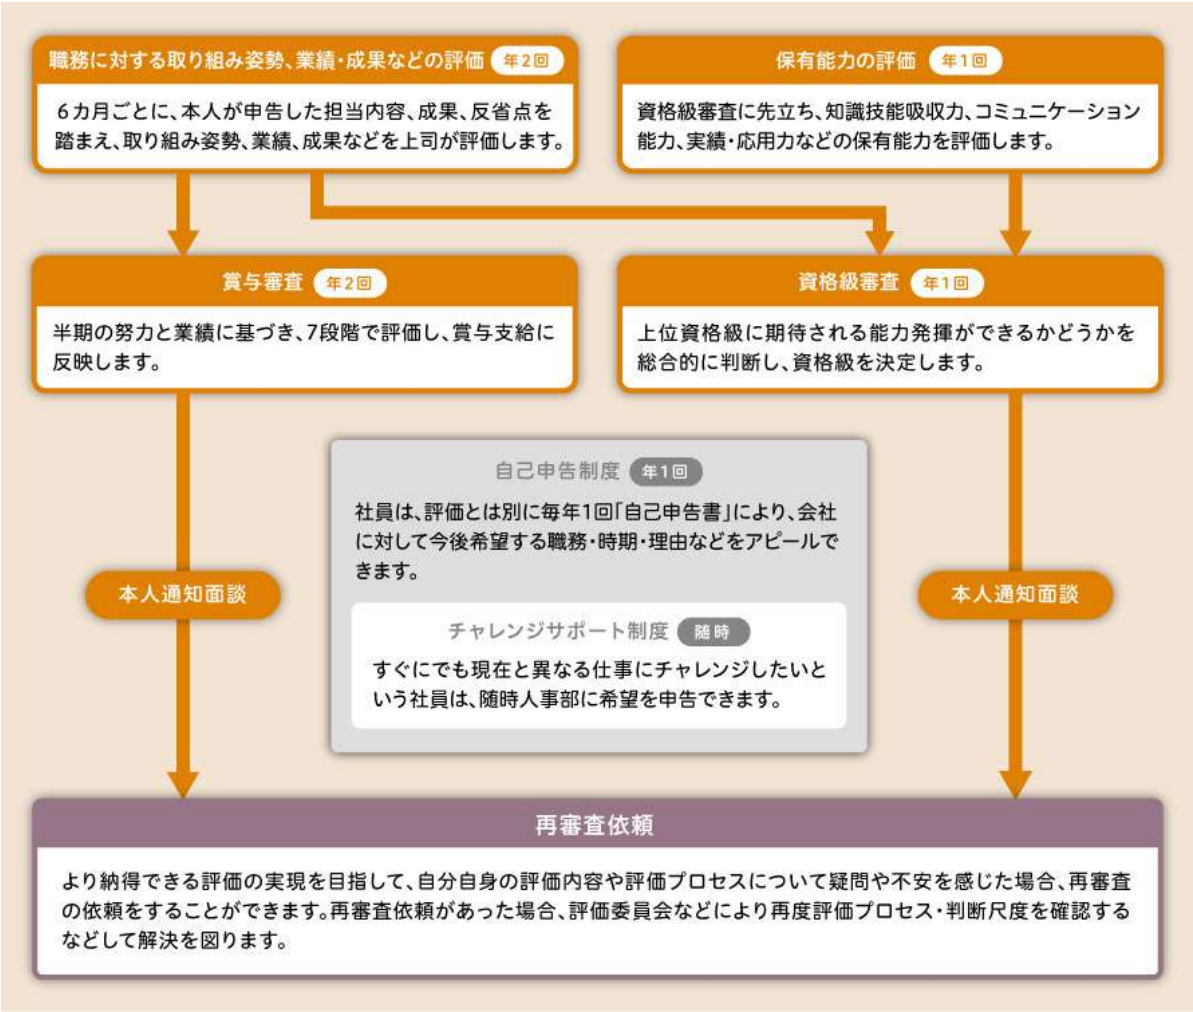 職務に対する取り組み姿勢、業績・成果などの評価 年2回
6カ月ごとに、本人が申告した担当内容、成果、反省点を
踏まえ、取り組み姿勢、業績、成果などを上司が評価します。
保有能力の評価 年1回
資格級審査に先立ち、知識技能吸収力、コミュニケーション
能力、実績・応用力などの保有能力を評価します。
賞与審査 年2回
半期の努力と業績に基づき、7段階で評価し、賞与支給に
反映します。
資格級審査 年1回
上位資格級に期待される能力発揮ができるかどうかを
総合的に判断し、資格級を決定します。
自己申告制度 年1回
社員は、評価とは別に毎年1回「自己申告書」により、会社
に対して今後希望する職務・時期・理由などをアピールで
きます。
本人通知面談
本人通知面談
チャレンジサポート制度 随時
すぐにでも現在と異なる仕事にチャレンジしたいと
いう社員は、随時人事部に希望を申告できます。
再審査依頼
より納得できる評価の実現を目指して、自分自身の評価内容や評価プロセスについて疑問や不安を感じた場合、再審査
の依頼をすることができます。再審査依頼があった場合、評価委員会などにより再度評価プロセス・判断尺度を確認する
などして解決を図ります。